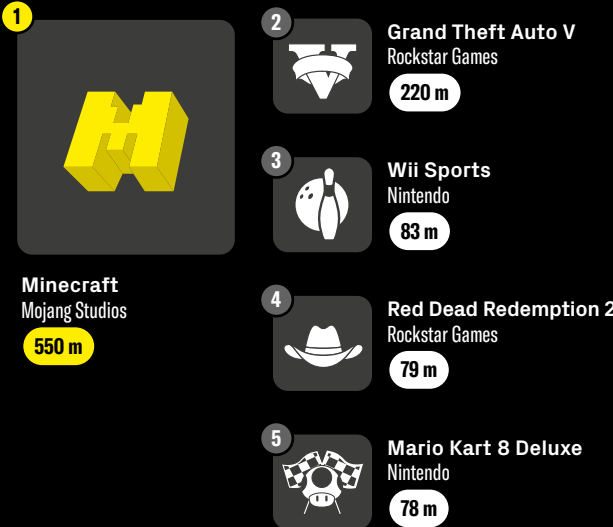 1
Minecraft
Mojang Studios
550 m
2
Grand Theft Auto V
Rockstar Games
220 m
3
Wii Sports
Nintendo
83 m
4
Red Dead Redemption 2
Rockstar Games
79 m
5
Mario Kart 8 Deluxe
Nintendo
78 m